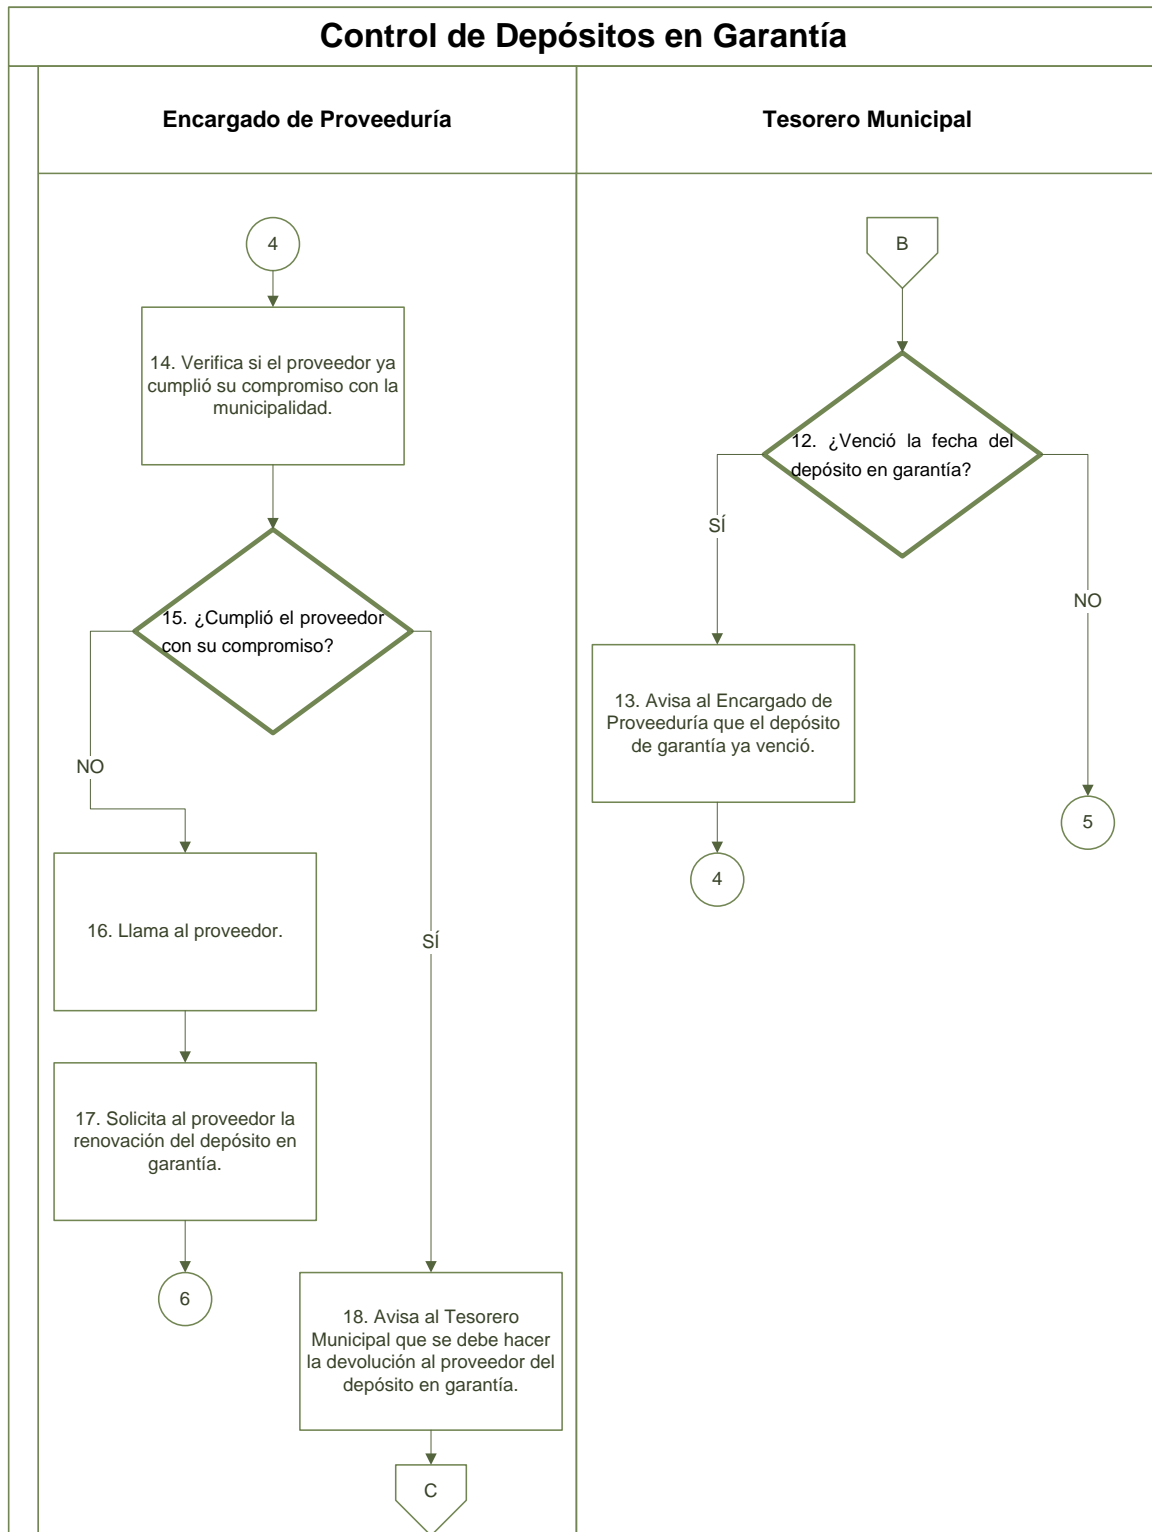 Control de Depósitos en Garantía
Encargado de Proveeduría
Tesorero Municipal
4
14. Verifica si el proveedor ya
cumplió su compromiso con la
municipalidad.
15. ¿Cumplió el proveedor
con su compromiso?
NO
SÍ
16. Llama al proveedor.
17. Solicita al proveedor la
renovación del depósito en
garantía.
6
18. Avisa al Tesorero
Municipal que se debe hacer
la devolución al proveedor del
depósito en garantía.
C
B
12. ¿Venció la fecha del
depósito en garantía?
SÍ
NO
13. Avisa al Encargado de
Proveeduría que el depósito
de garantía ya venció.
4
5